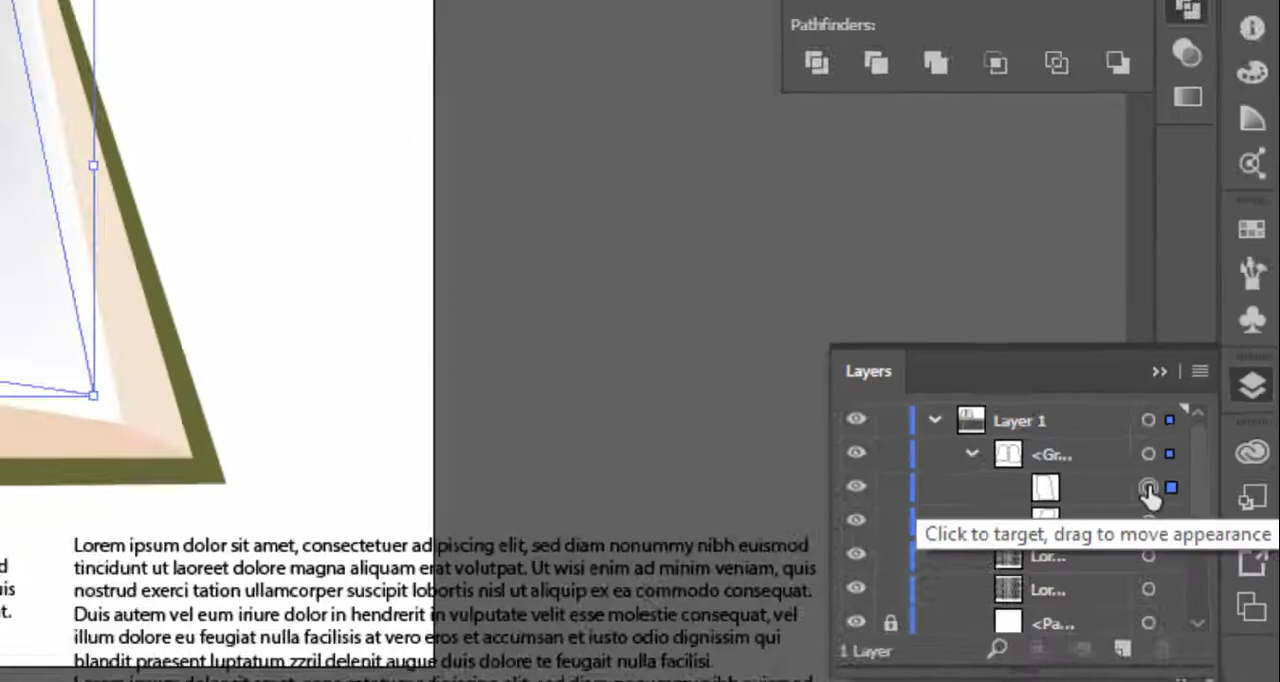 Pathfinders:
Layers
Layer 1
<Gr...
Click to target, drag to move appearance
Lor...
Lor...
<Pa...
1 Layer
d
uis
t.
Lorem ipsum dolor sit amet, consectetuer adipiscing elit, sed diam nonummy nibh euismod
tincidunt ut laoreet dolore magna aliquam erat volutpat. Ut wisi enim ad minim veniam, quis
nostrud exerci tation ullamcorper suscipit lobortis nisl ut aliquip ex ea commodo consequat.
Duis autem vel eum iriure dolor in hendrerit in vulputate velit esse molestie consequat, vel
illum dolore eu feugiat nulla facilisis at vero eros et accumsan et iusto odio dignissim qui
blandit praesent luptatum zzril delenit augue duis dolore te feugait nulla facilisi.